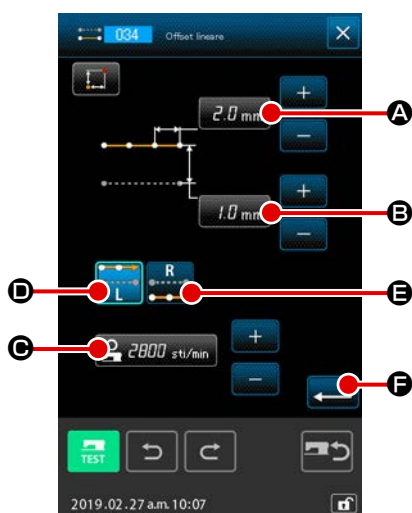 034 Offset lineare
2.0 mm
A
1.0 mm
B
D
L
R
E
C
2800 sti/min
F
TEST
2019.02.27 a.m. 10:07